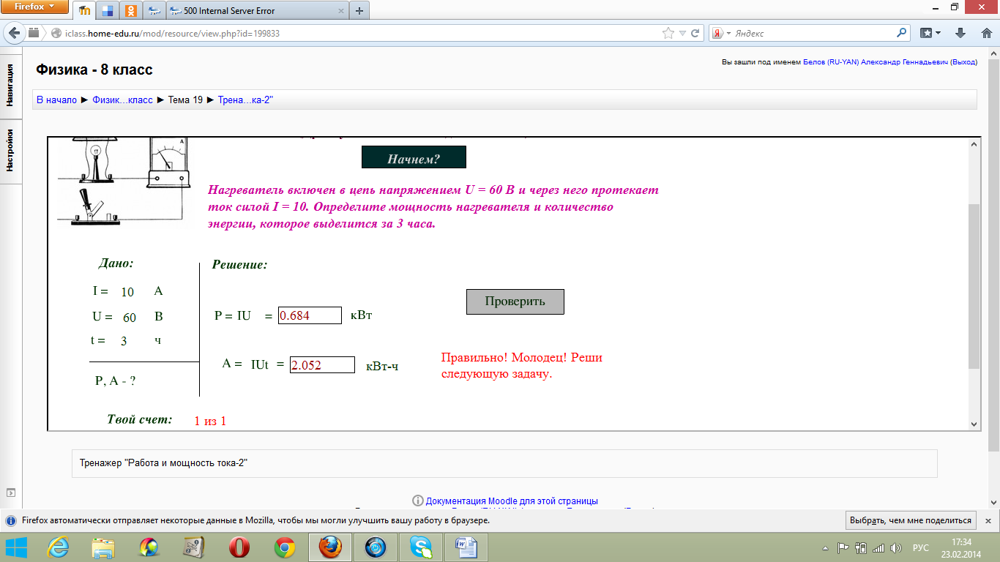 Firefox
500 Internal Server Error
iclass.home-edu.ru/mod/resource/view.php?id=199833
Яндекс
Навигация
Настройки
Физика - 8 класс
Вы зашли под именем Белов (RU-YAN) Александр Геннадьевич (Выход)
В начало ► Физик...класс ► Тема 19 ► Трена...ка-2"
A
Начнем?
Нагреватель включен в цепь напряжением U = 60 В и через него протекает
ток силой I = 10. Определите мощность нагревателя и количество
энергии, которое выделится за 3 часа.
Дано:
Решение:
I = 10 А
U = 60 В
t = 3 ч
P, A - ?
P = IU = 0.684 кВт
A = IUt = 2.052 кВт-ч
Проверить
Правильно! Молодец! Реши
следующую задачу.
Твой счет: 1 из 1
Тренажер "Работа и мощность тока-2"
Документация Moodle для этой страницы
Firefox автоматически отправляет некоторые данные в Mozilla, чтобы мы могли улучшить вашу работу в браузере.
Выбрать, чем мне поделиться
РУС
17:34
23.02.2014